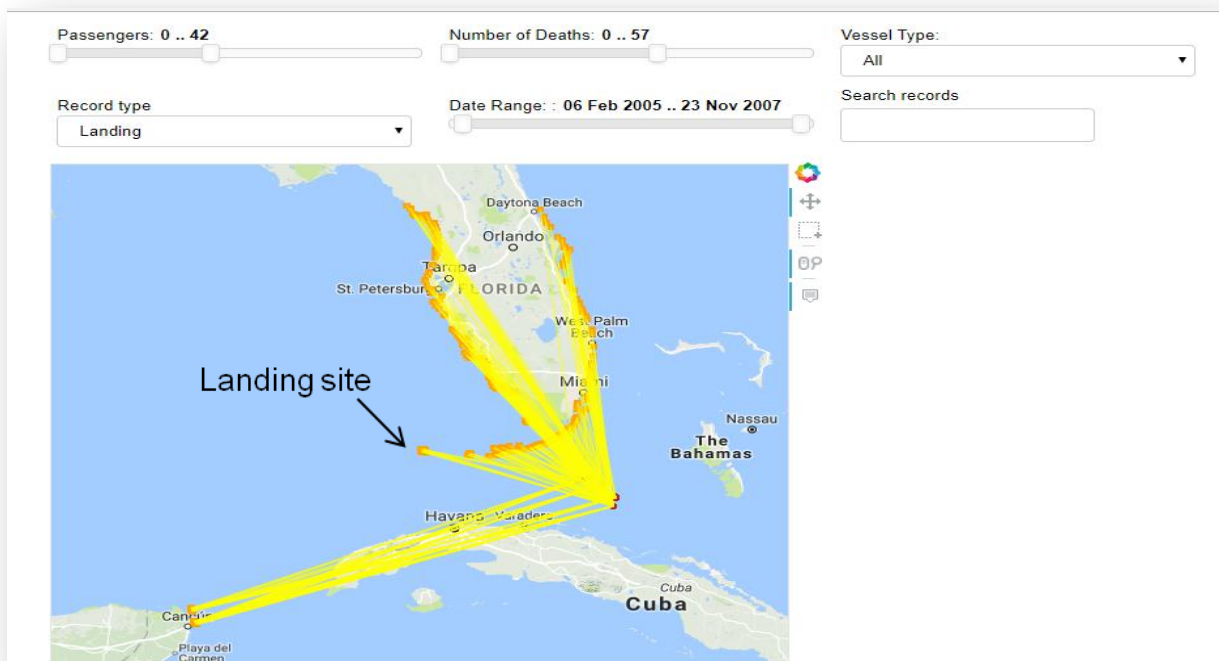 Passengers: 0 .. 42
Number of Deaths: 0 .. 57
Vessel Type:
All
Record type
Landing
Date Range: : 06 Feb 2005 .. 23 Nov 2007
Search records
Daytona Beach
Orlando
Tampa
St. Petersburg
FLORIDA
West Palm
Beach
Landing site
Miami
Nassau
The
Bahamas
Havana
Varadero
Cuba
Cuba
Cancún
Playa del
Carmen